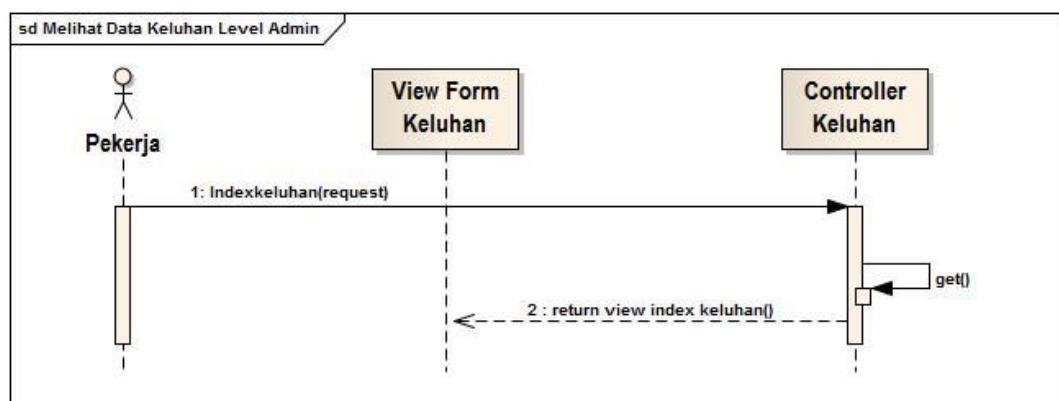 sd Melihat Data Keluhan Level Admin
Pekerja
View Form
Keluhan
Controller
Keluhan
1: Indexkeluhan(request)
get()
2 : return view index keluhan()